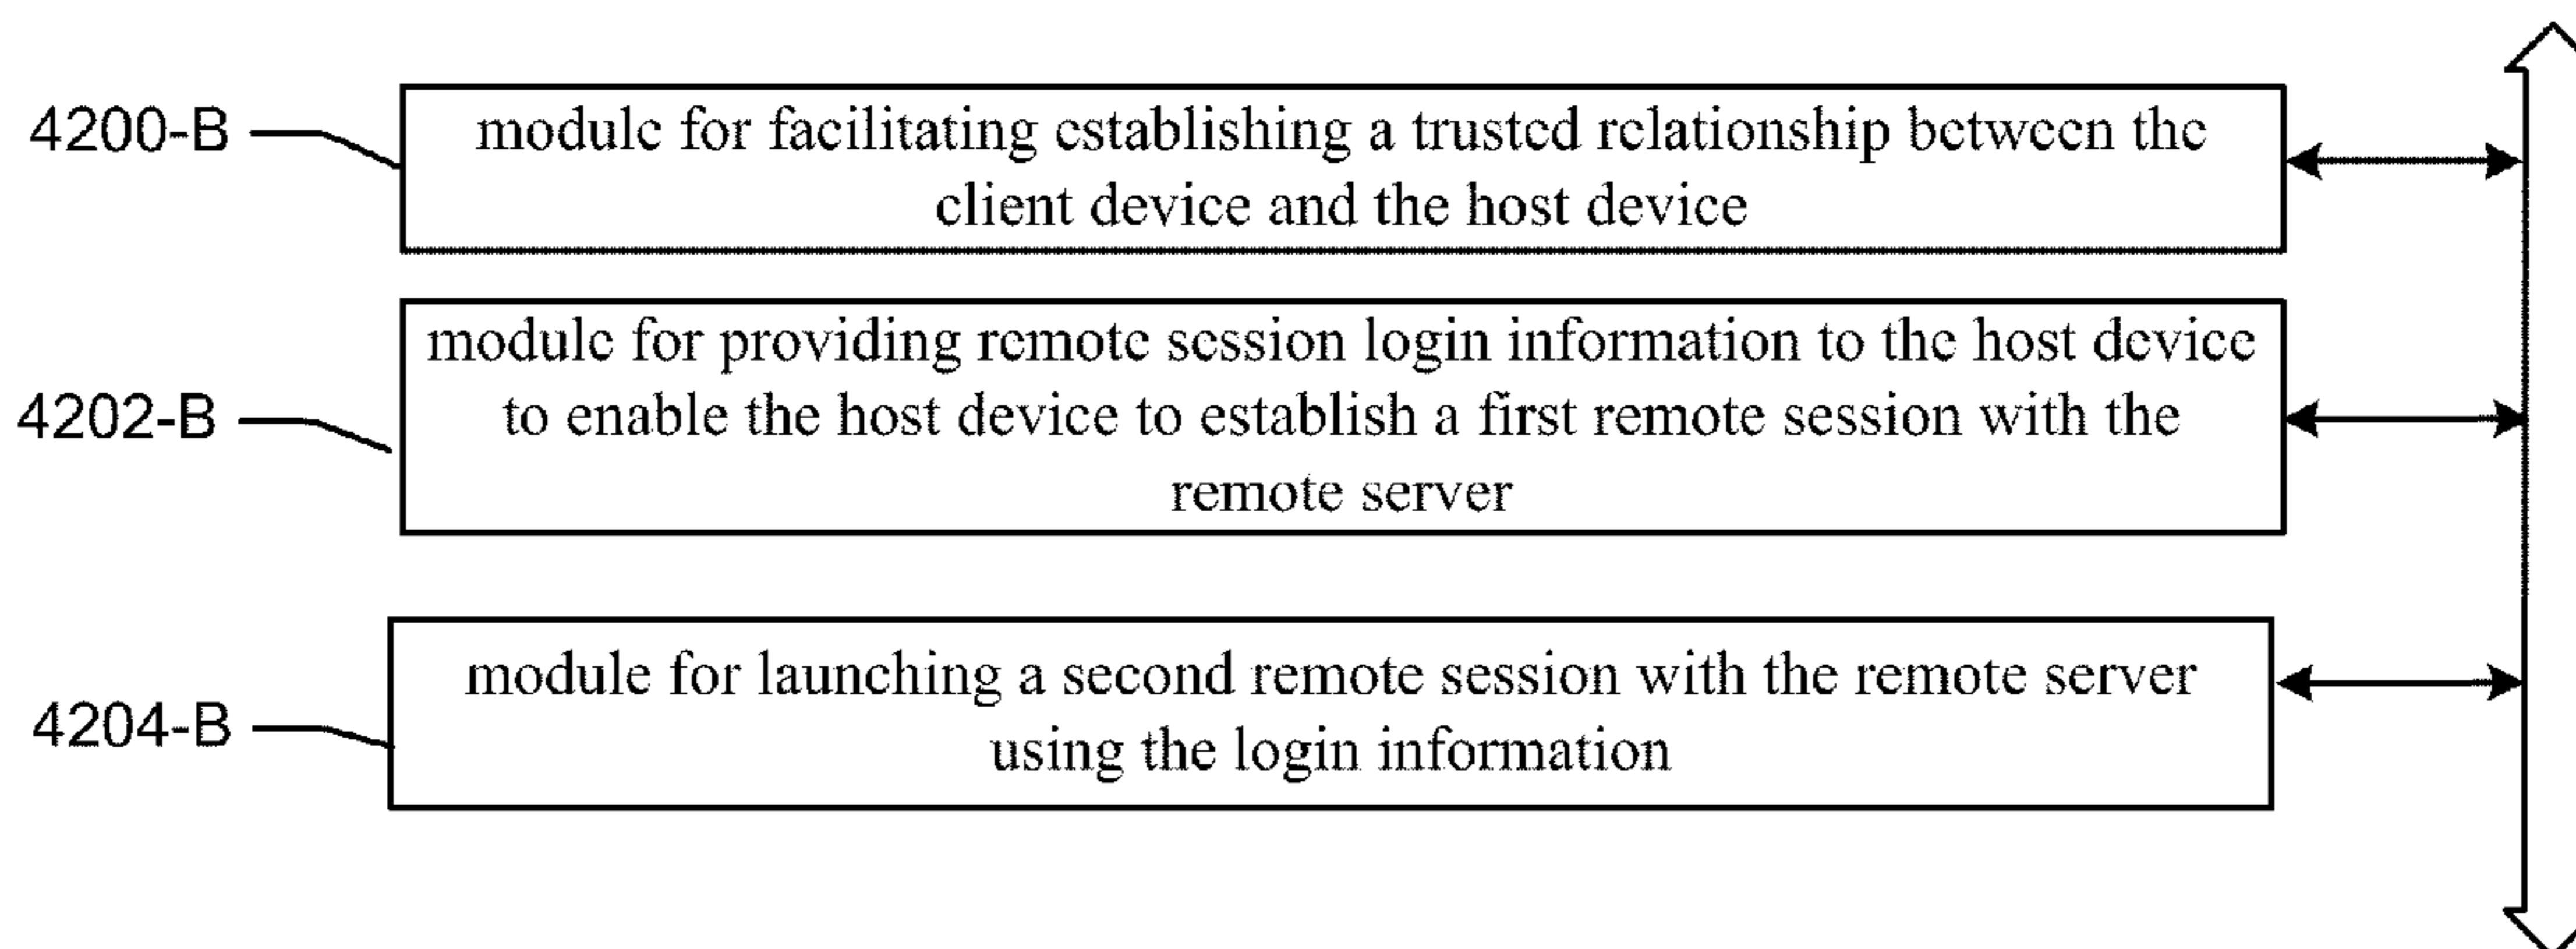 4200-B
module for facilitating establishing a trusted relationship between the
client device and the host device
4202-B
module for providing remote session login information to the host device
to enable the host device to establish a first remote session with the
remote server
4204-B
module for launching a second remote session with the remote server
using the login information